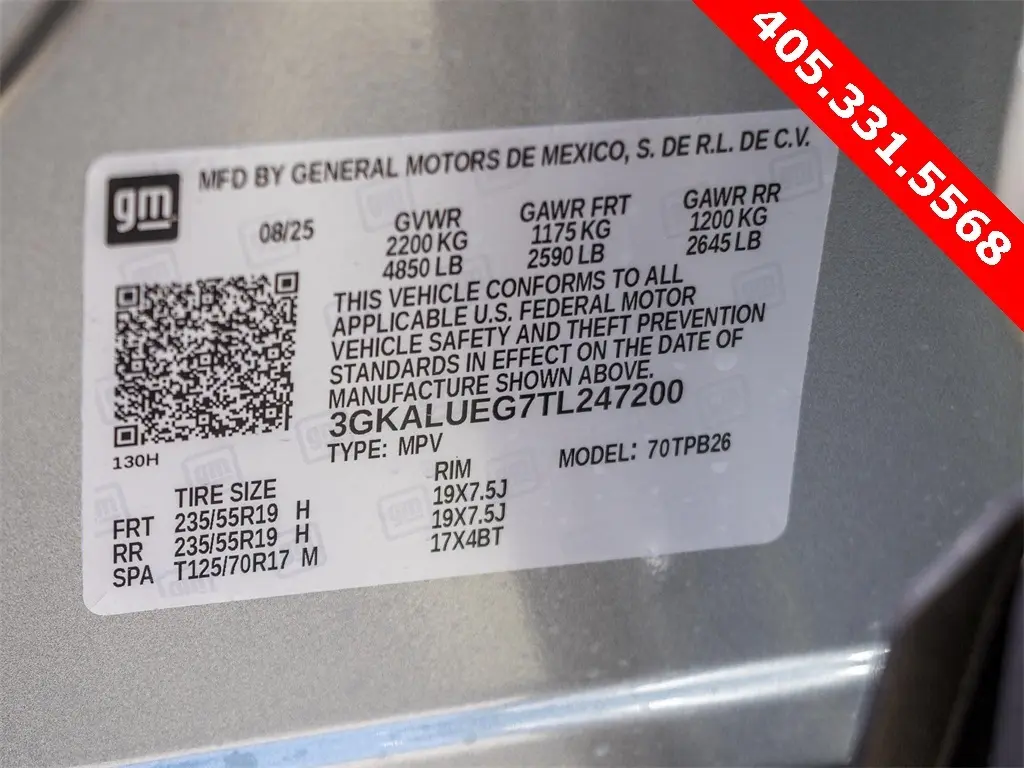 405.331.5568
MFD BY GENERAL MOTORS DE MEXICO, S. DE R.L. DE C.V.
gm
08/25
GVWR
2200 KG
4850 LB
GAWR FRT
1175 KG
2590 LB
GAWR RR
1200 KG
2645 LB
THIS VEHICLE CONFORMS TO ALL
APPLICABLE U.S. FEDERAL MOTOR
VEHICLE SAFETY AND THEFT PREVENTION
STANDARDS IN EFFECT ON THE DATE OF
MANUFACTURE SHOWN ABOVE.
3GKALUEG7TL247200
TYPE: MPV
MODEL: 70TPB26
130H
TIRE SIZE RIM
FRT 235/55R19 H 19X7.5J
RR 235/55R19 H 19X7.5J
SPA T125/70R17 M 17X4BT